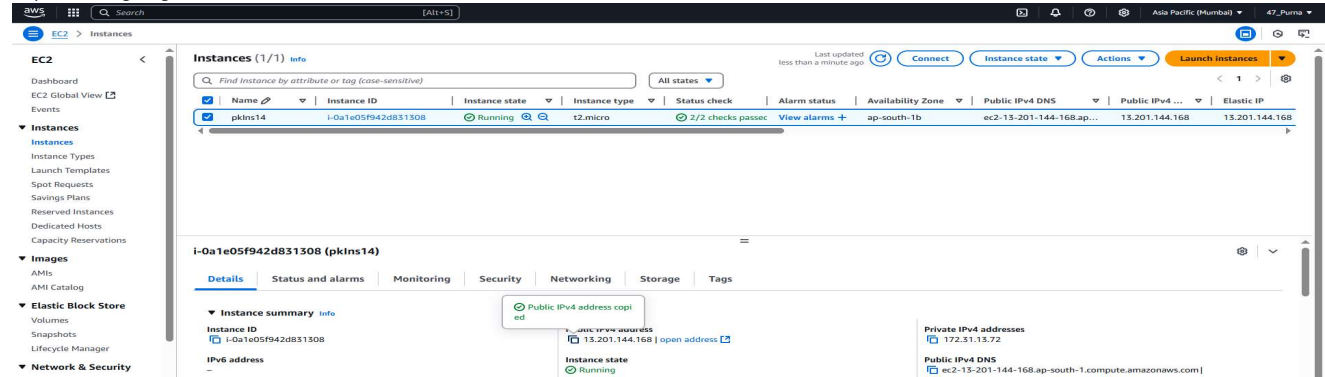 aws Search [Alt+S] Asia Pacific (Mumbai) 47_Purna
EC2 > Instances
EC2
Dashboard
EC2 Global View
Events
Instances
Instances
Instance Types
Launch Templates
Spot Requests
Savings Plans
Reserved Instances
Dedicated Hosts
Capacity Reservations
Images
AMIs
AMI Catalog
Elastic Block Store
Volumes
Snapshots
Lifecycle Manager
Network & Security
Instances (1/1) Info
Last updated
less than a minute ago
Connect Instance state Actions Launch instances
Find Instance by attribute or tag (case-sensitive) All states < 1 >
Name Instance ID Instance state Instance type Status check Alarm status Availability Zone Public IPv4 DNS Public IPv4 ... Elastic IP
pkIns14 i-0a1e05f942d831308 Running t2.micro 2/2 checks passec View alarms + ap-south-1b ec2-13-201-144-168.ap... 13.201.144.168 13.201.144.168
i-0a1e05f942d831308 (pkIns14)
Details Status and alarms Monitoring Security Networking Storage Tags
Public IPv4 address copi
ed
Instance summary Info
Instance ID
i-0a1e05f942d831308
Public IPv4 address
13.201.144.168 | open address
Private IPv4 addresses
172.31.13.72
IPv6 address
–
Instance state
Running
Public IPv4 DNS
ec2-13-201-144-168.ap-south-1.compute.amazonaws.com |